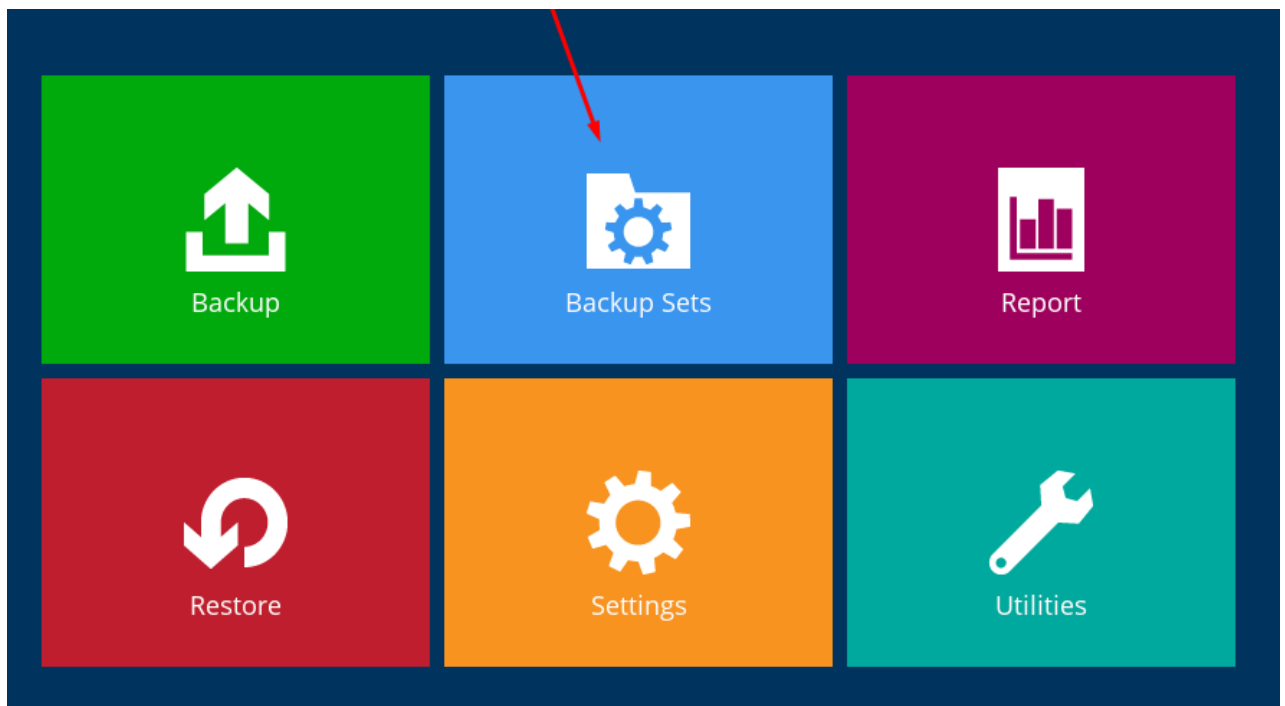 Backup
Backup Sets
Report
Restore
Settings
Utilities